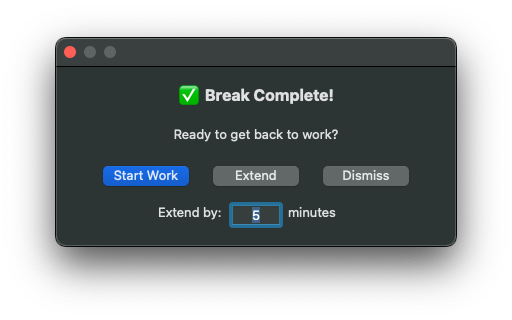 ✅ Break Complete!
Ready to get back to work?
Start Work Extend Dismiss
Extend by: 5 minutes